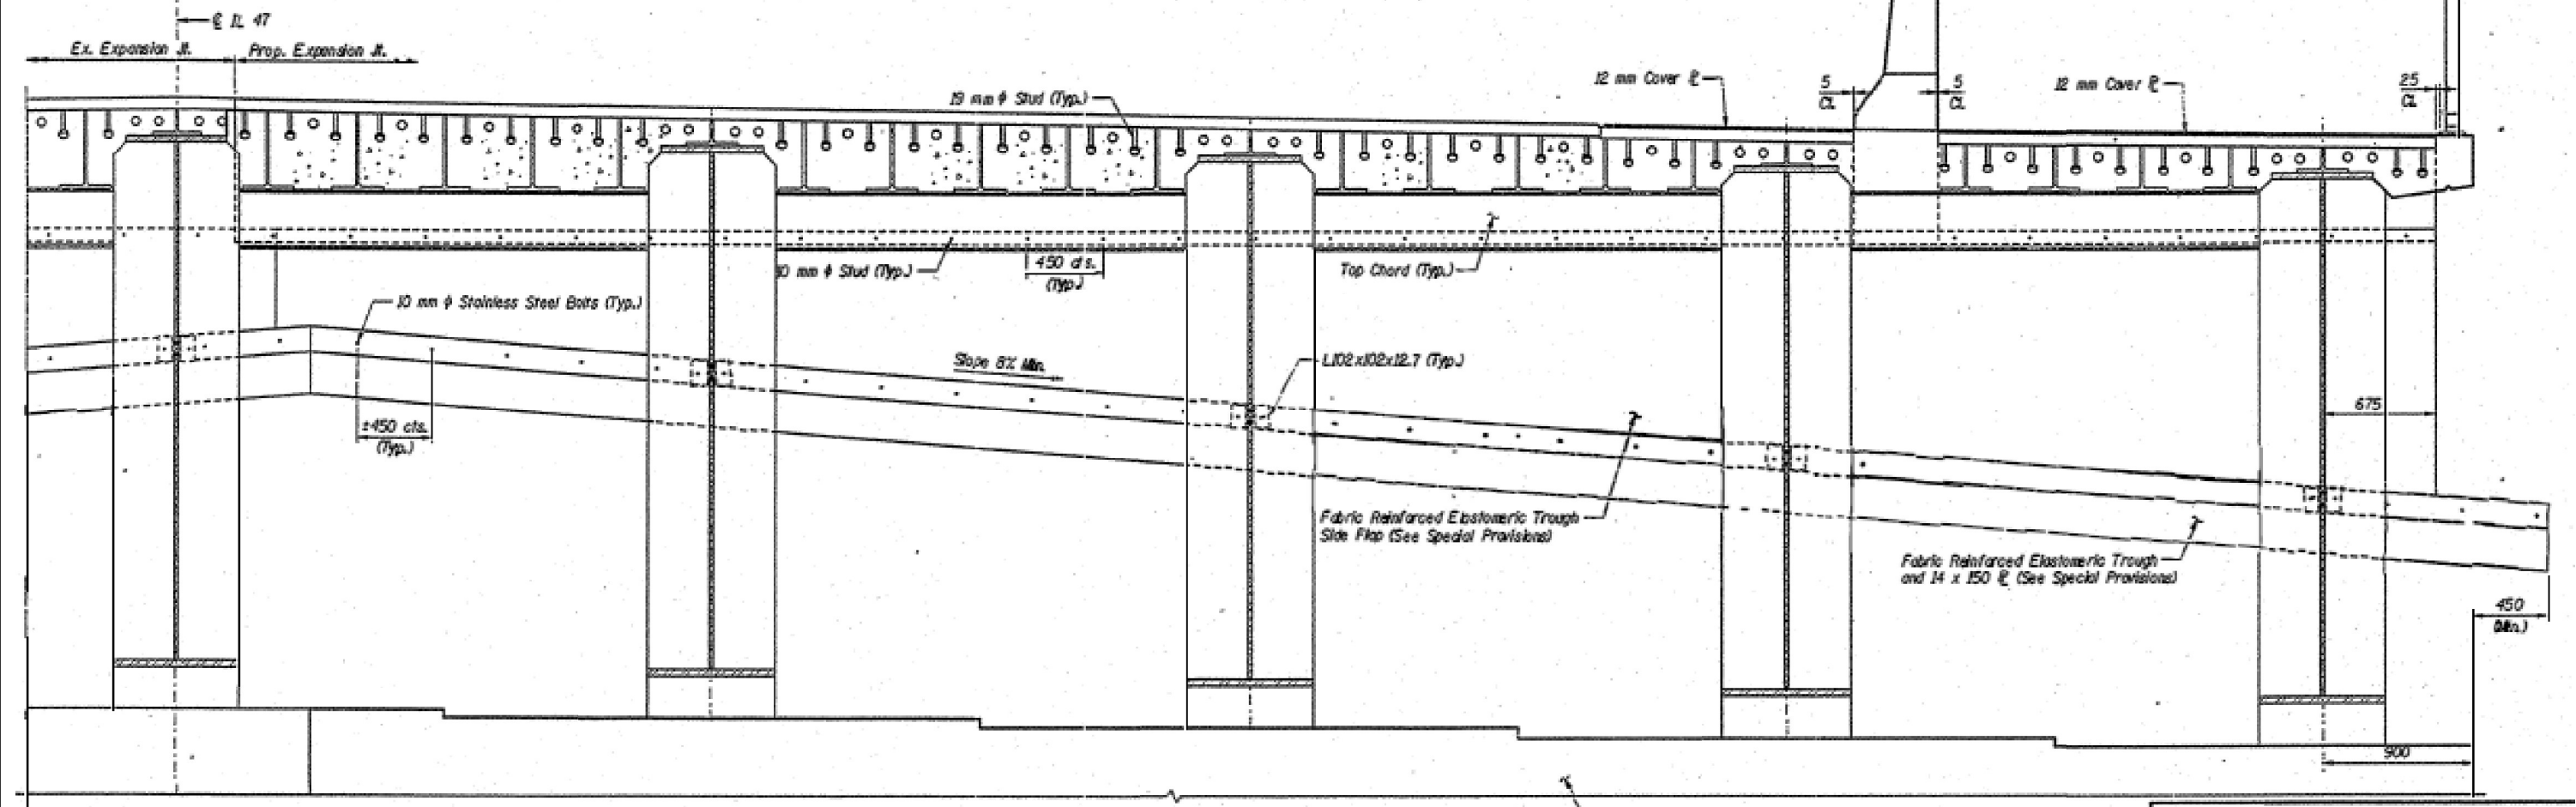 ℄ IL 47
Ex. Expansion Jt.
Prop. Expansion Jt.
19 mm ϕ Stud (Typ.)
12 mm Cover ℞
5
CL
5
CL
12 mm Cover ℞
25
CL
10 mm ϕ Stud (Typ.)
450 cts.
(Typ.)
Top Chord (Typ.)
10 mm ϕ Stainless Steel Bolts (Typ.)
Slope 8% Min.
L102x102x12.7 (Typ.)
±450 cts.
(Typ.)
675
Fabric Reinforced Elastomeric Trough
Side Flap (See Special Provisions)
Fabric Reinforced Elastomeric Trough
and 14 x 150 ℞ (See Special Provisions)
450
(Min.)
900